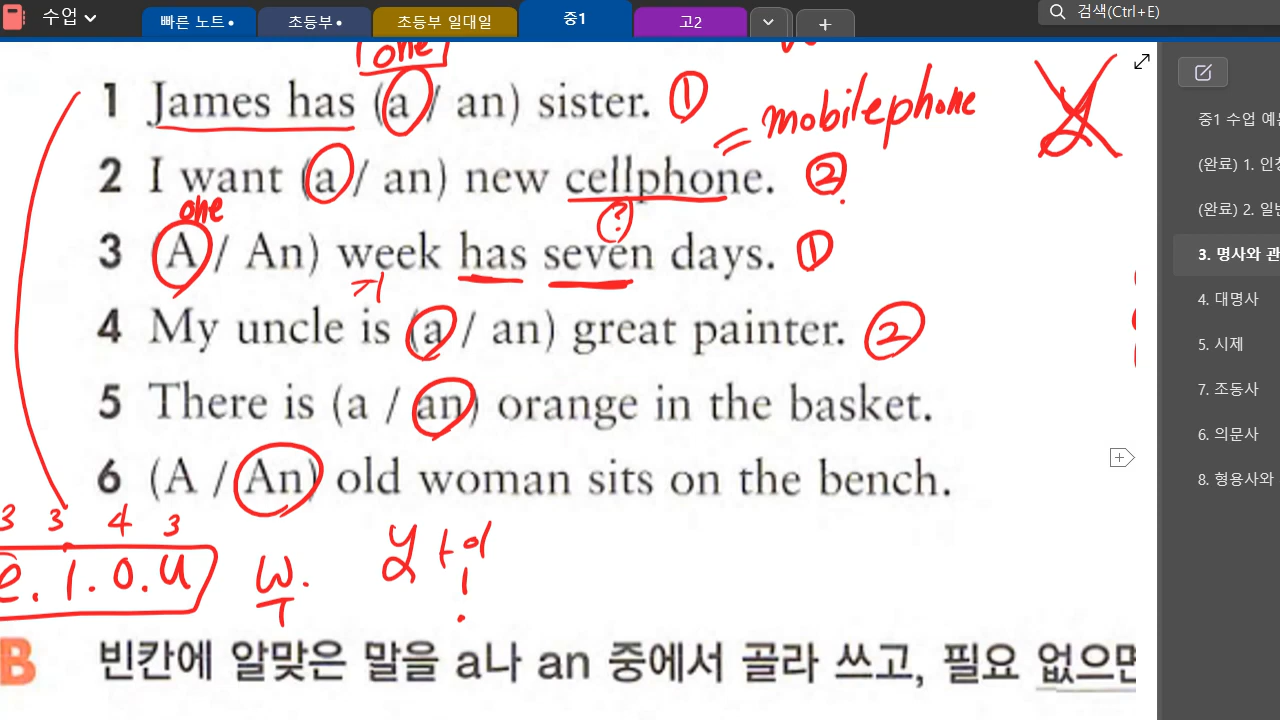 수업
빠른 노트
초등부
초등부 일대일
중1
고2
검색(Ctrl+E)
one
1 James has (a / an) sister. ①
= mobilephone
2 I want (a / an) new cellphone. ②
one
?
3 (A / An) week has seven days. ①
4 My uncle is (a / an) great painter. ②
5 There is (a / an) orange in the basket.
6 (A / An) old woman sits on the bench.
3 3 4 3
e. i. o. u
w.
B 빈칸에 알맞은 말을 a나 an 중에서 골라 쓰고, 필요 없으면
중1 수업 예
(완료) 1. 인칭
(완료) 2. 일반
3. 명사와 관
4. 대명사
5. 시제
7. 조동사
6. 의문사
8. 형용사와